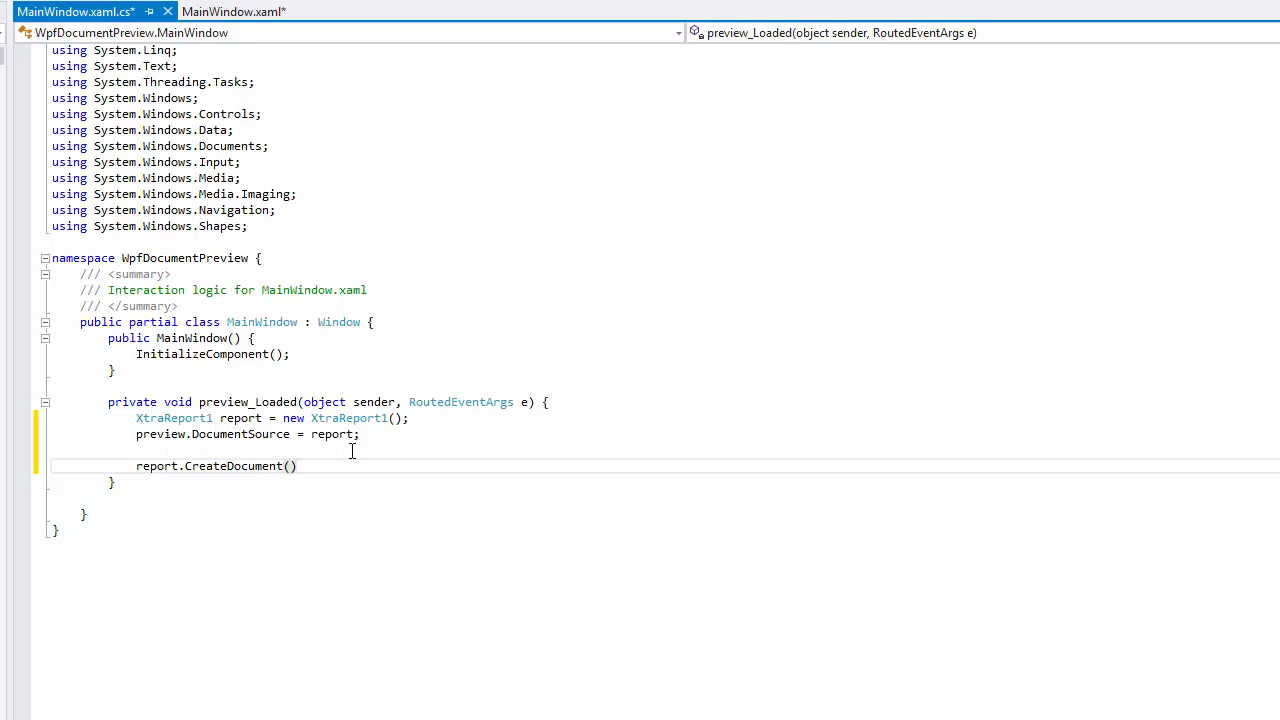 MainWindow.xaml.cs* MainWindow.xaml*
WpfDocumentPreview.MainWindow preview_Loaded(object sender, RoutedEventArgs e)
using System.Linq;
using System.Text;
using System.Threading.Tasks;
using System.Windows;
using System.Windows.Controls;
using System.Windows.Data;
using System.Windows.Documents;
using System.Windows.Input;
using System.Windows.Media;
using System.Windows.Media.Imaging;
using System.Windows.Navigation;
using System.Windows.Shapes;
namespace WpfDocumentPreview {
/// <summary>
/// Interaction logic for MainWindow.xaml
/// </summary>
public partial class MainWindow : Window {
public MainWindow() {
InitializeComponent();
}
private void preview_Loaded(object sender, RoutedEventArgs e) {
XtraReport1 report = new XtraReport1();
preview.DocumentSource = report;
report.CreateDocument()
}
}
}